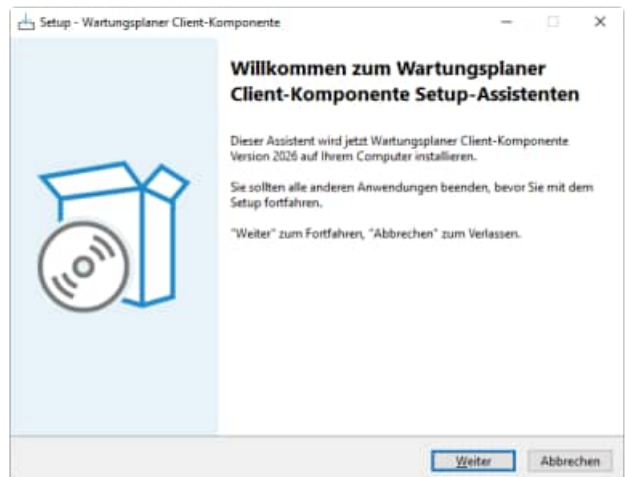 Setup - Wartungsplaner Client-Komponente
Willkommen zum Wartungsplaner
Client-Komponente Setup-Assistenten
Dieser Assistent wird jetzt Wartungsplaner Client-Komponente
Version 2026 auf Ihrem Computer installieren.
Sie sollten alle anderen Anwendungen beenden, bevor Sie mit dem
Setup fortfahren.
"Weiter" zum Fortfahren, "Abbrechen" zum Verlassen.
Weiter
Abbrechen